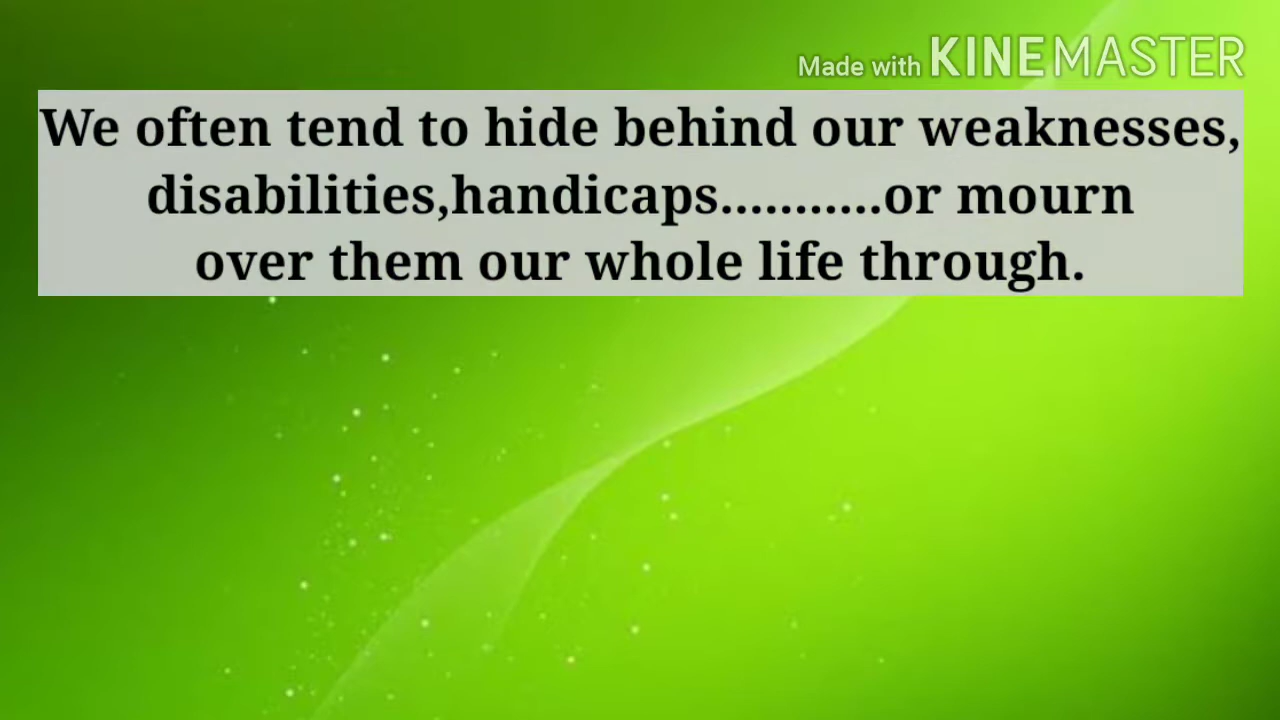 Made with KINEMASTER
We often tend to hide behind our weaknesses,
disabilities,handicaps...........or mourn
over them our whole life through.